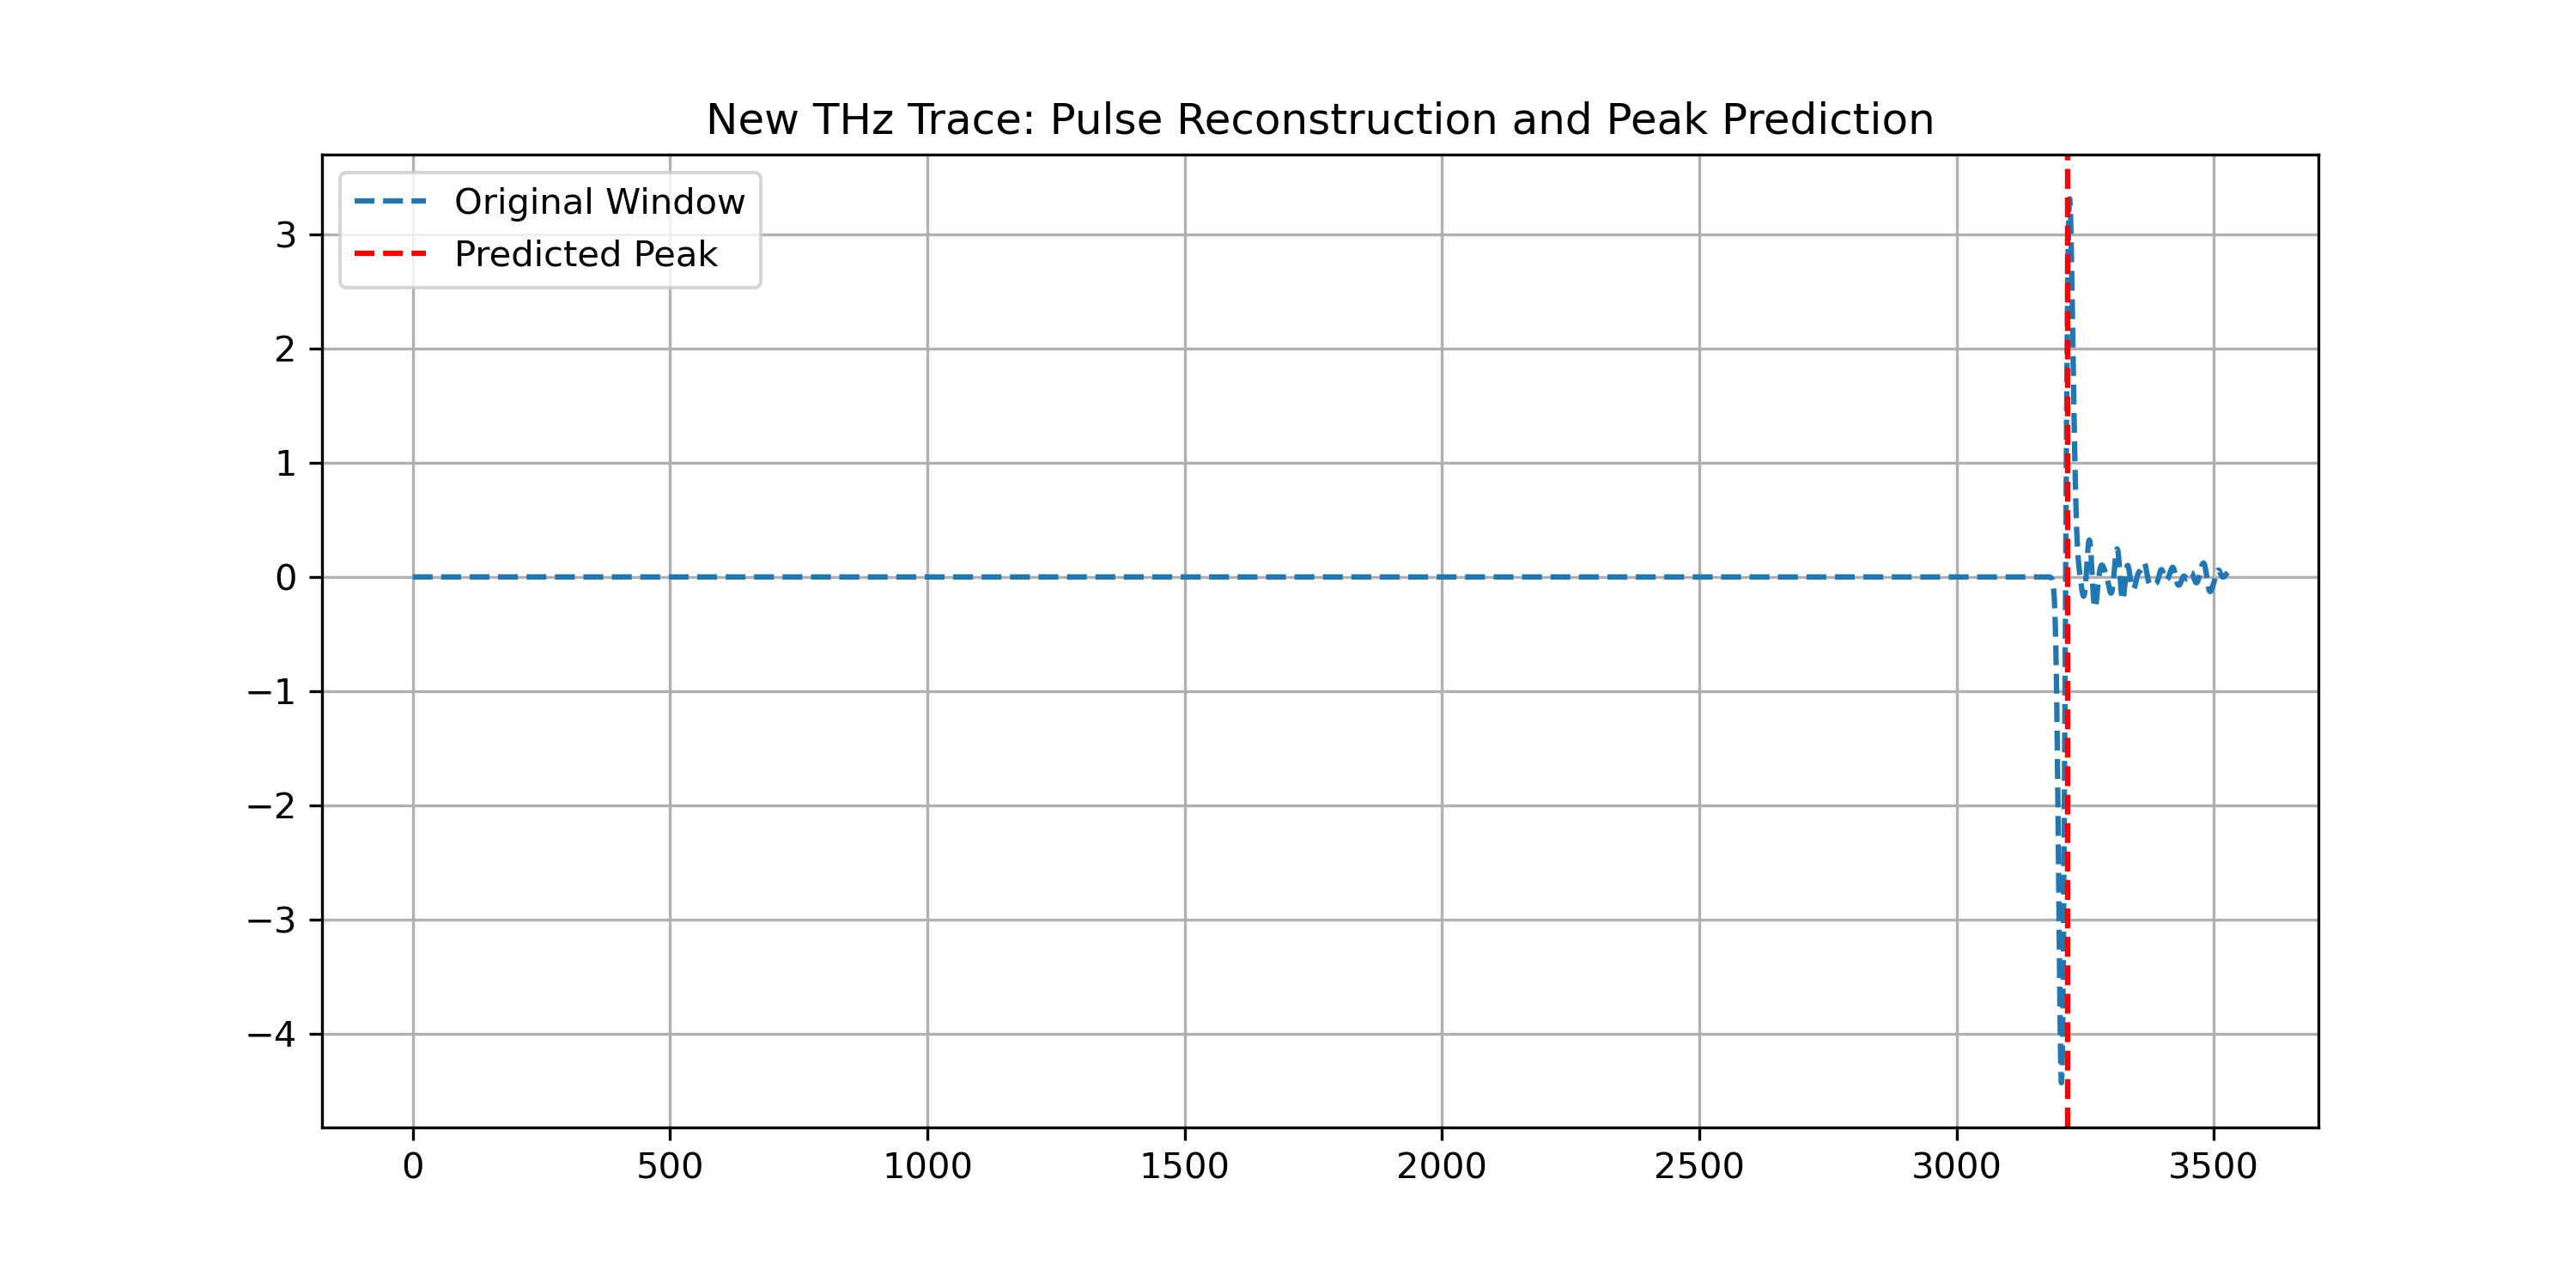 New THz Trace: Pulse Reconstruction and Peak Prediction
Original Window
Predicted Peak
3
2
1
0
−1
−2
−3
−4
0 500 1000 1500 2000 2500 3000 3500